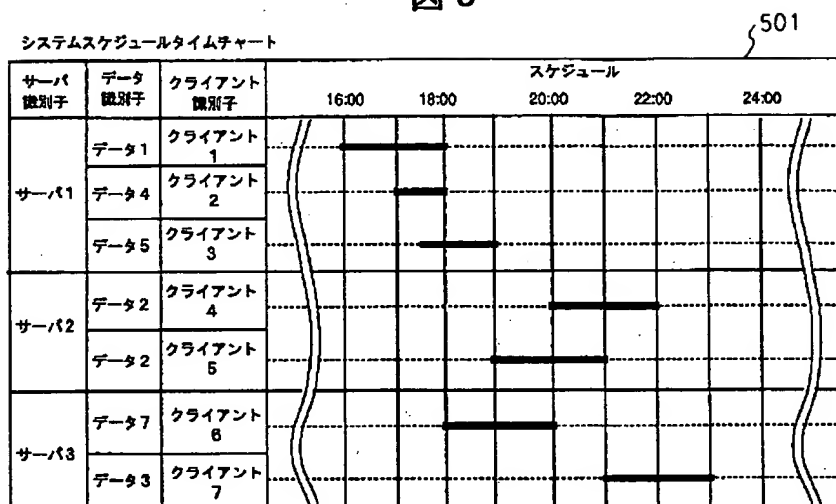 501
システムスケジュールタイムチャート
サーバ
識別子
データ
識別子
クライアント
識別子
スケジュール
16:00 18:00 20:00 22:00 24:00
サーバ1
データ1
クライアント
1
データ4
クライアント
2
データ5
クライアント
3
サーバ2
データ2
クライアント
4
データ2
クライアント
5
サーバ3
データ7
クライアント
6
データ3
クライアント
7